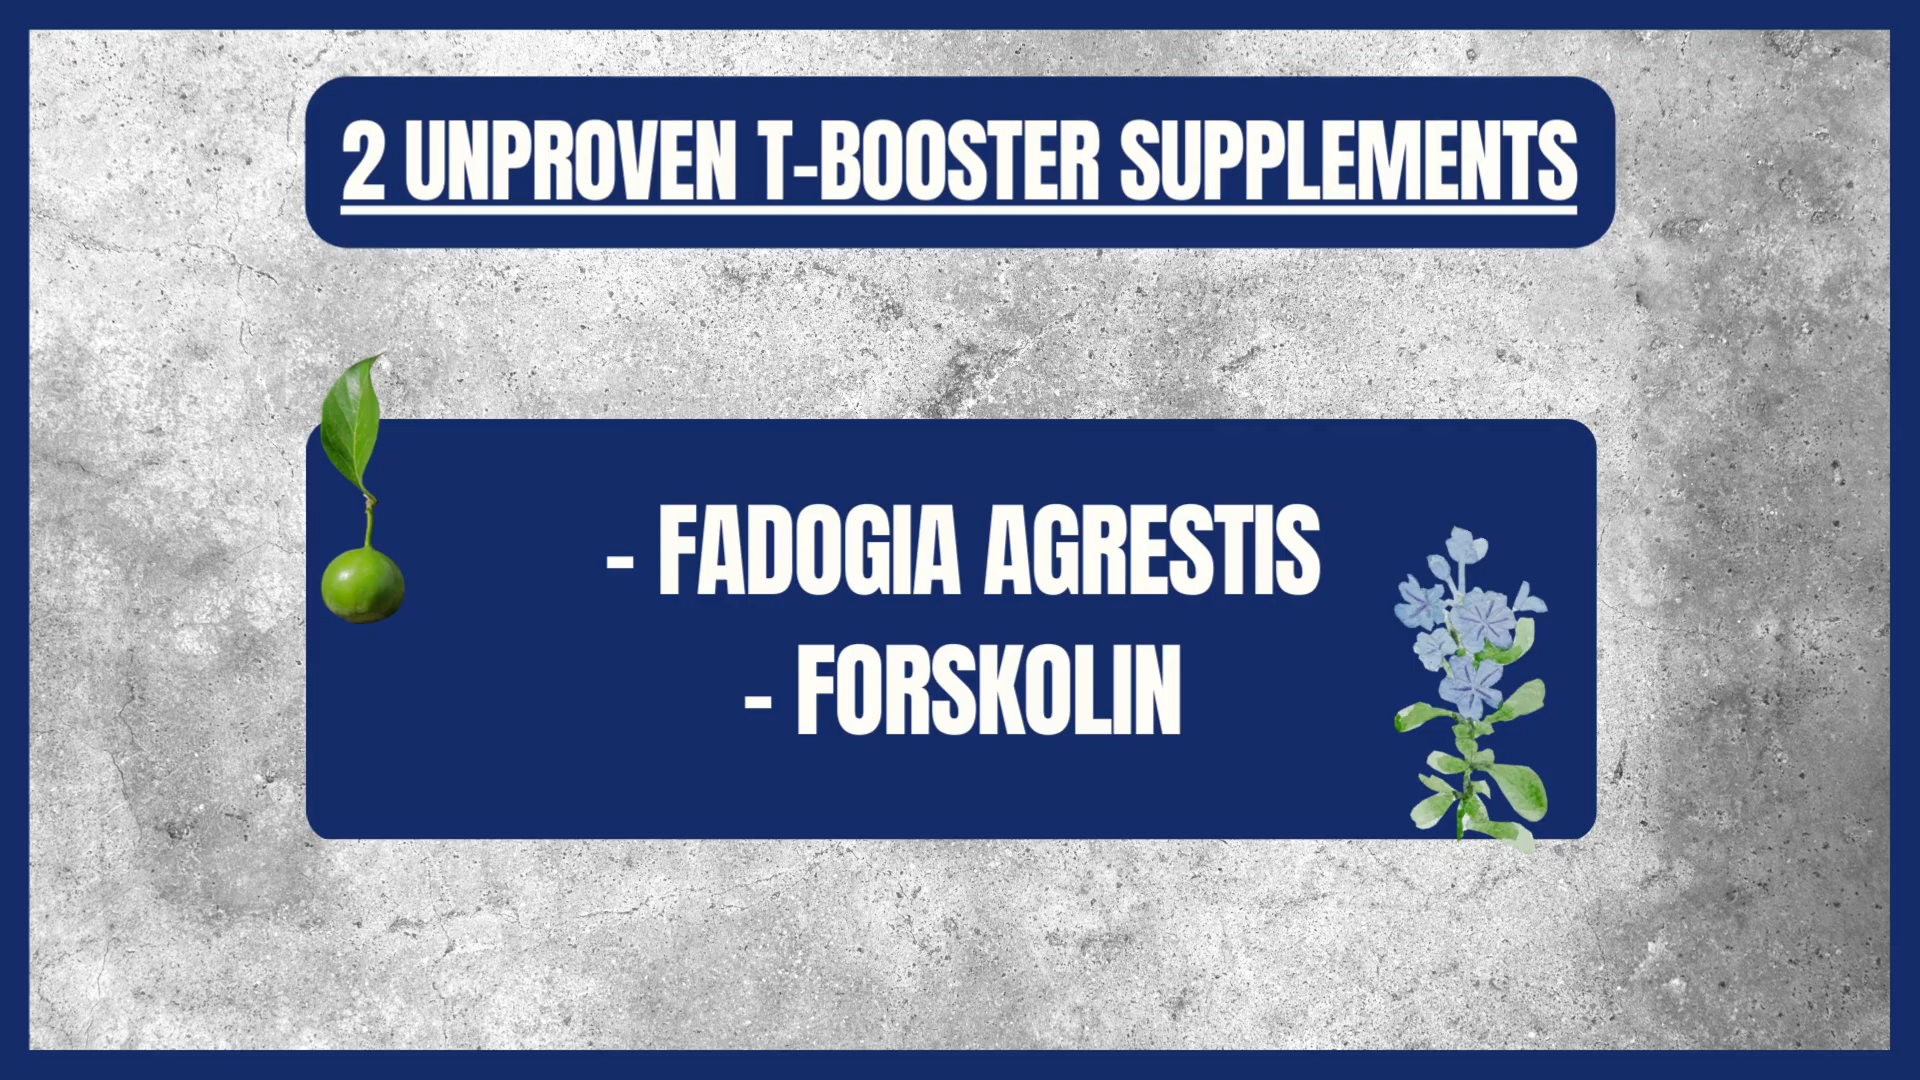 2 UNPROVEN T-BOOSTER SUPPLEMENTS
- FADOGIA AGRESTIS
- FORSKOLIN